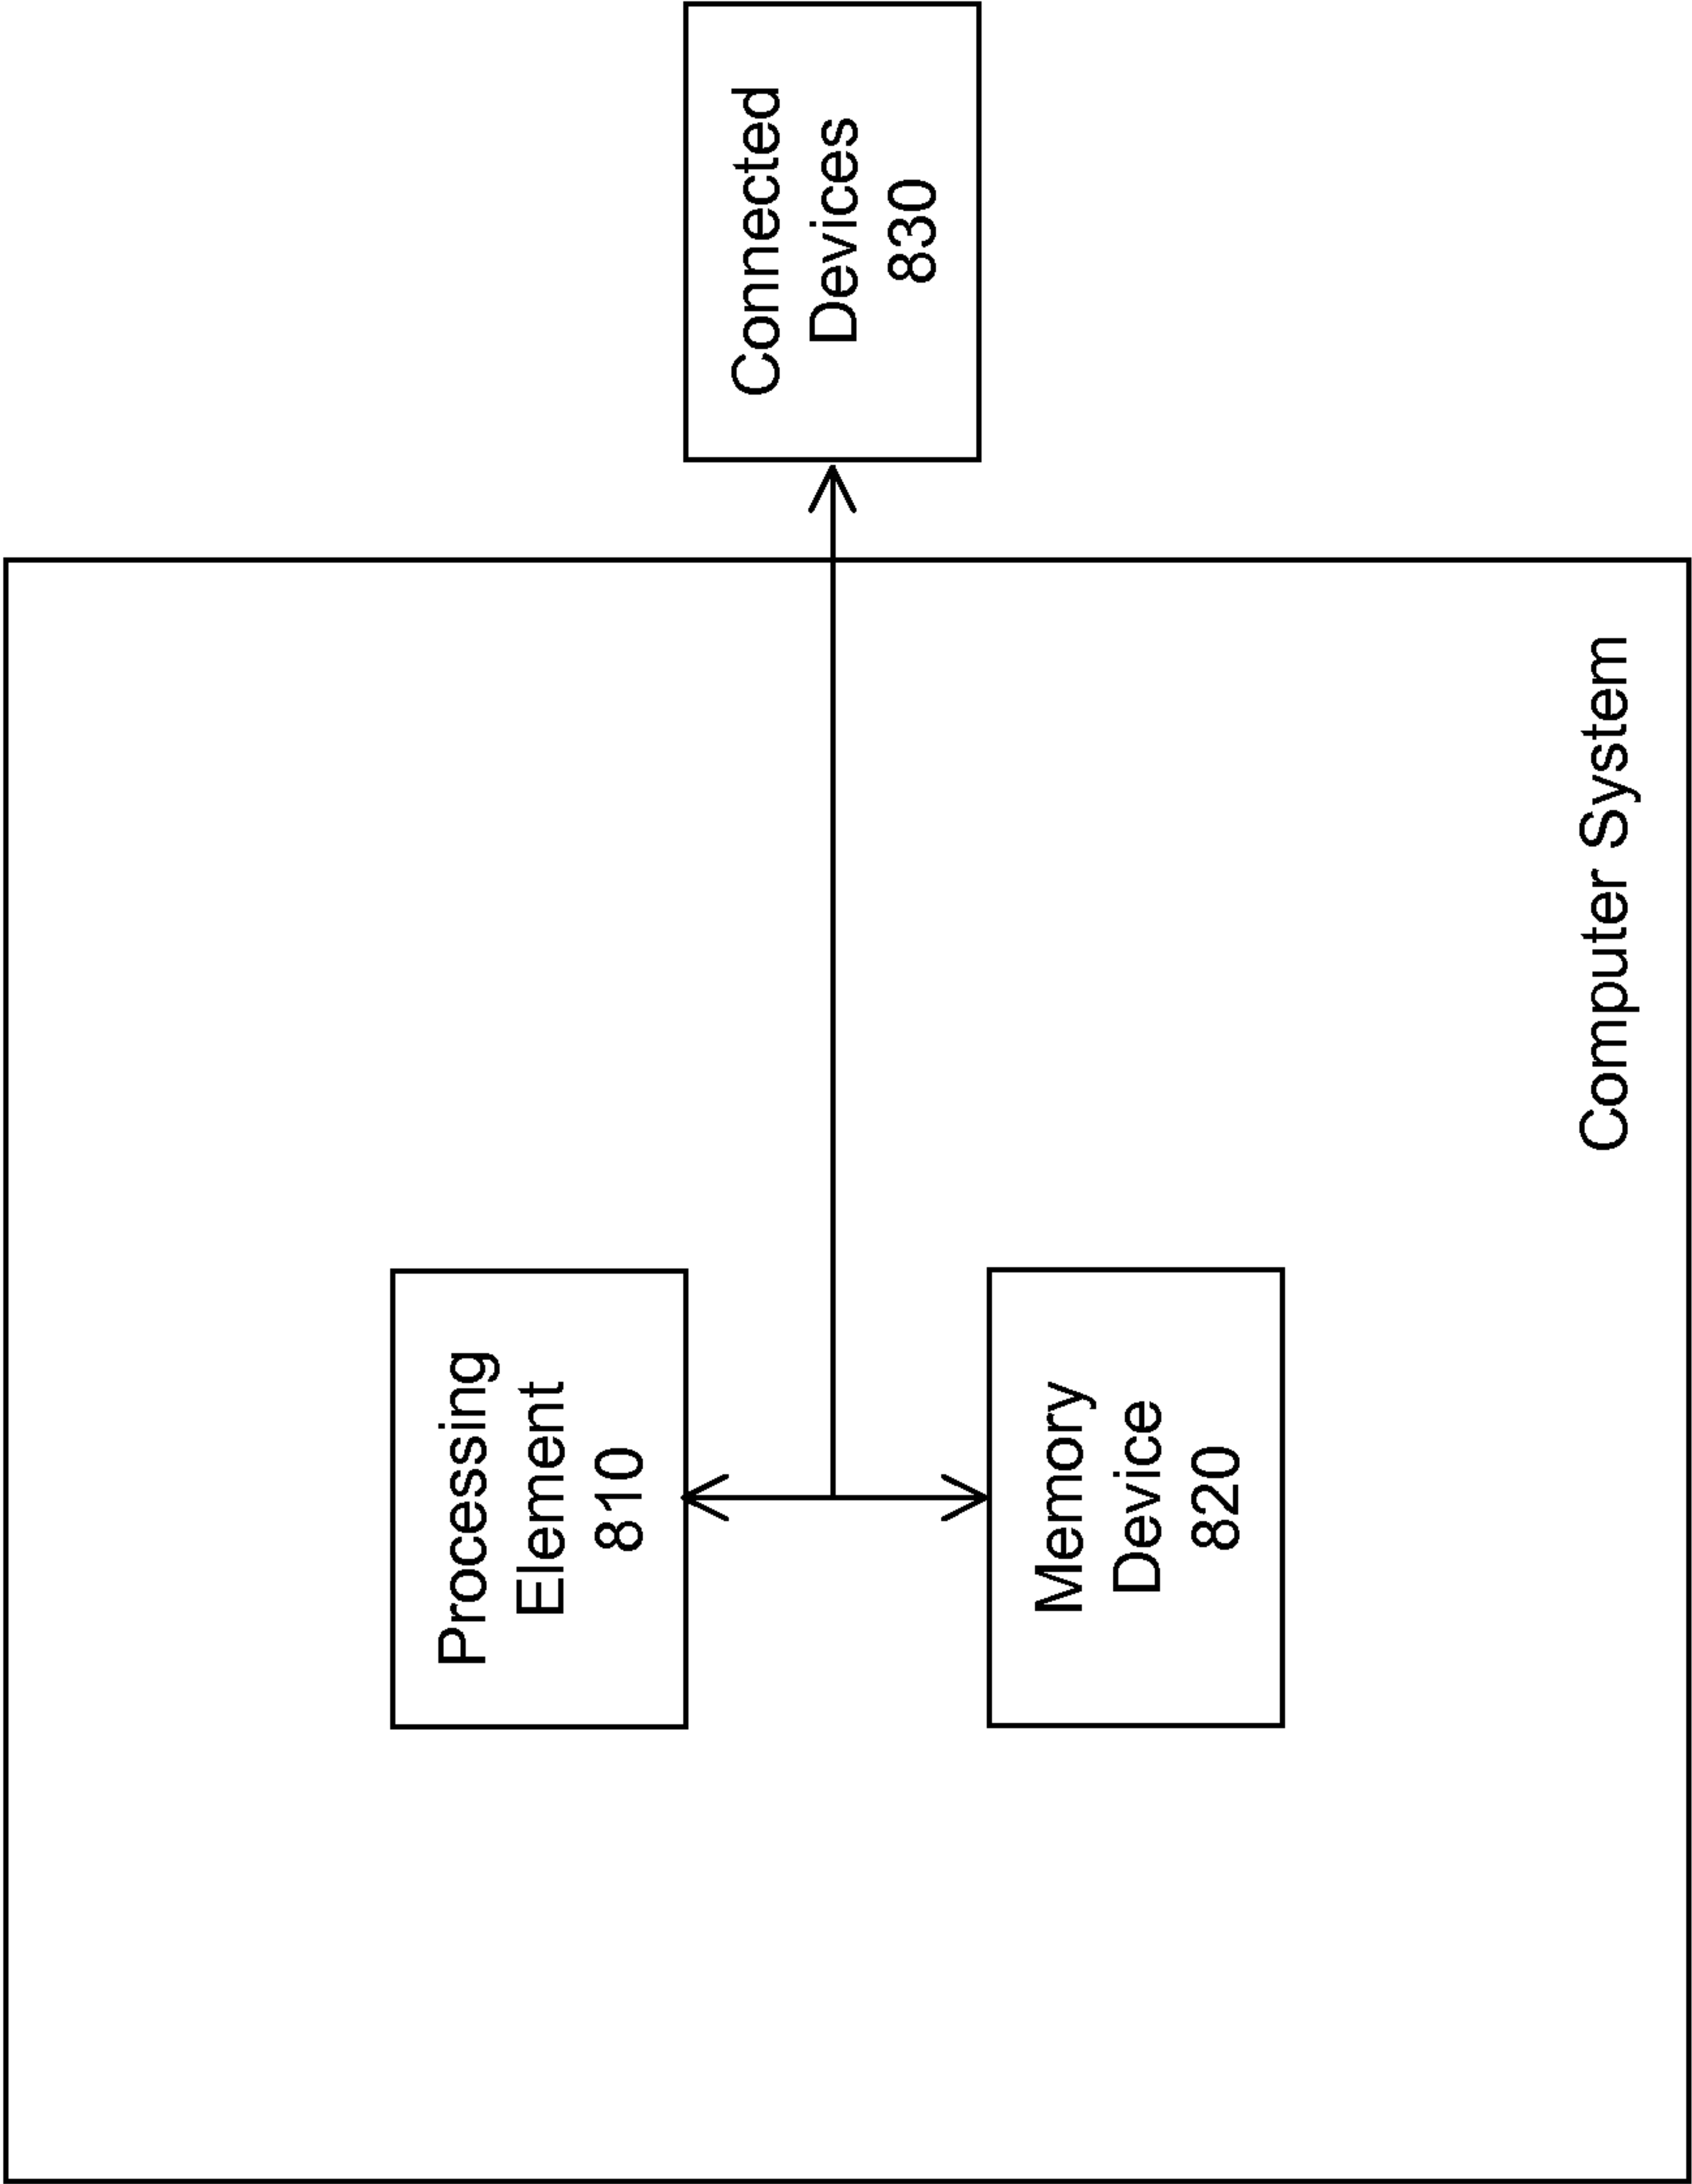 Processing
Element
810
Memory
Device
820
Connected
Devices
830
Computer System